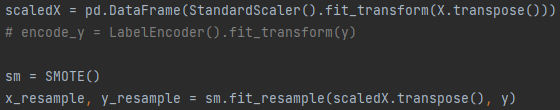 scaledX = pd.DataFrame(StandardScaler().fit_transform(X.transpose()))
# encode_y = LabelEncoder().fit_transform(y)
sm = SMOTE()
x_resample, y_resample = sm.fit_resample(scaledX.transpose(), y)